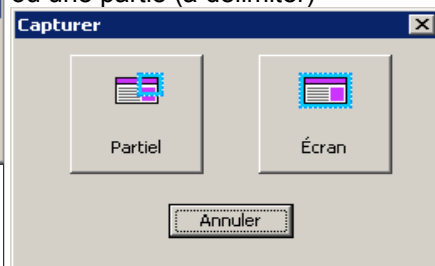 ou une partie (à délimiter)
Capturer
Partiel
Écran
Annuler